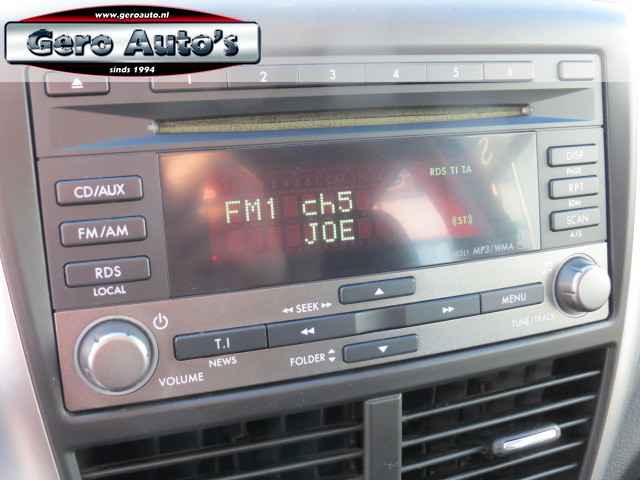 www.geroauto.nl
Gero Auto's
sinds 1994
1 2 3 4 5 6
CD/AUX
FM/AM
RDS
LOCAL
RDS TI TA
FM1 ch5
JOE
(ST)
MP3/WMA
DISP
PAGE
RPT
RDM
SCAN
A/S
SEEK
T.I
NEWS
MENU
TUNE/TRACK
VOLUME
FOLDER